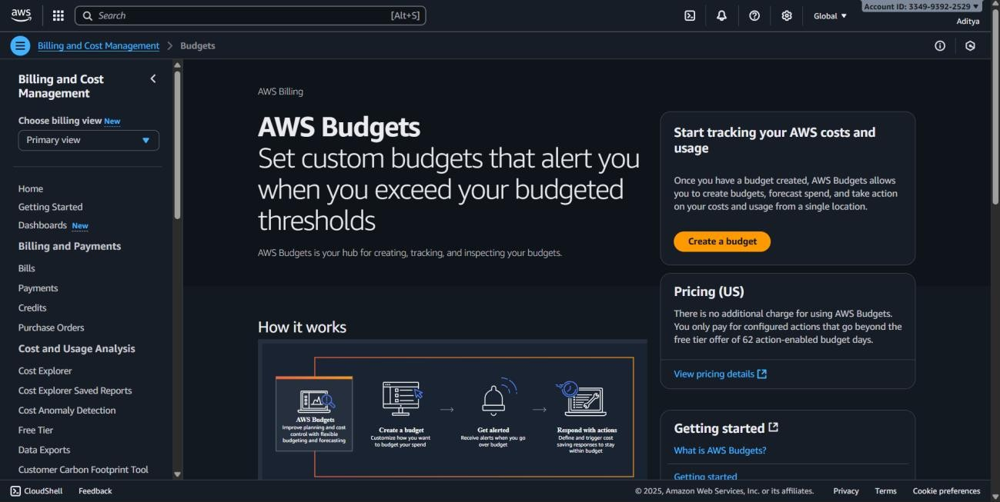 aws
Search
[Alt+S]
Global
Account ID: 3349-9392-2529
Aditya
Billing and Cost Management
Budgets
Billing and Cost
Management
Choose billing view New
Primary view
Home
Getting Started
Dashboards New
Billing and Payments
Bills
Payments
Credits
Purchase Orders
Cost and Usage Analysis
Cost Explorer
Cost Explorer Saved Reports
Cost Anomaly Detection
Free Tier
Data Exports
Customer Carbon Footprint Tool
AWS Billing
AWS Budgets
Set custom budgets that alert you
when you exceed your budgeted
thresholds
AWS Budgets is your hub for creating, tracking, and inspecting your budgets.
How it works
AWS Budgets
Improve planning and cost
control with flexible
budgeting and forecasting
Create a budget
Customize how you want
to budget your spend
Get alerted
Receive alerts when you go
over budget
Respond with actions
Define and trigger cost
saving responses to stay
within budget
Start tracking your AWS costs and
usage
Once you have a budget created, AWS Budgets allows
you to create budgets, forecast spend, and take action
on your costs and usage from a single location.
Create a budget
Pricing (US)
There is no additional charge for using AWS Budgets.
You only pay for configured actions that go beyond the
free tier offer of 62 action-enabled budget days.
View pricing details
Getting started
What is AWS Budgets?
Getting started
CloudShell
Feedback
© 2025, Amazon Web Services, Inc. or its affiliates.
Privacy
Terms
Cookie preferences